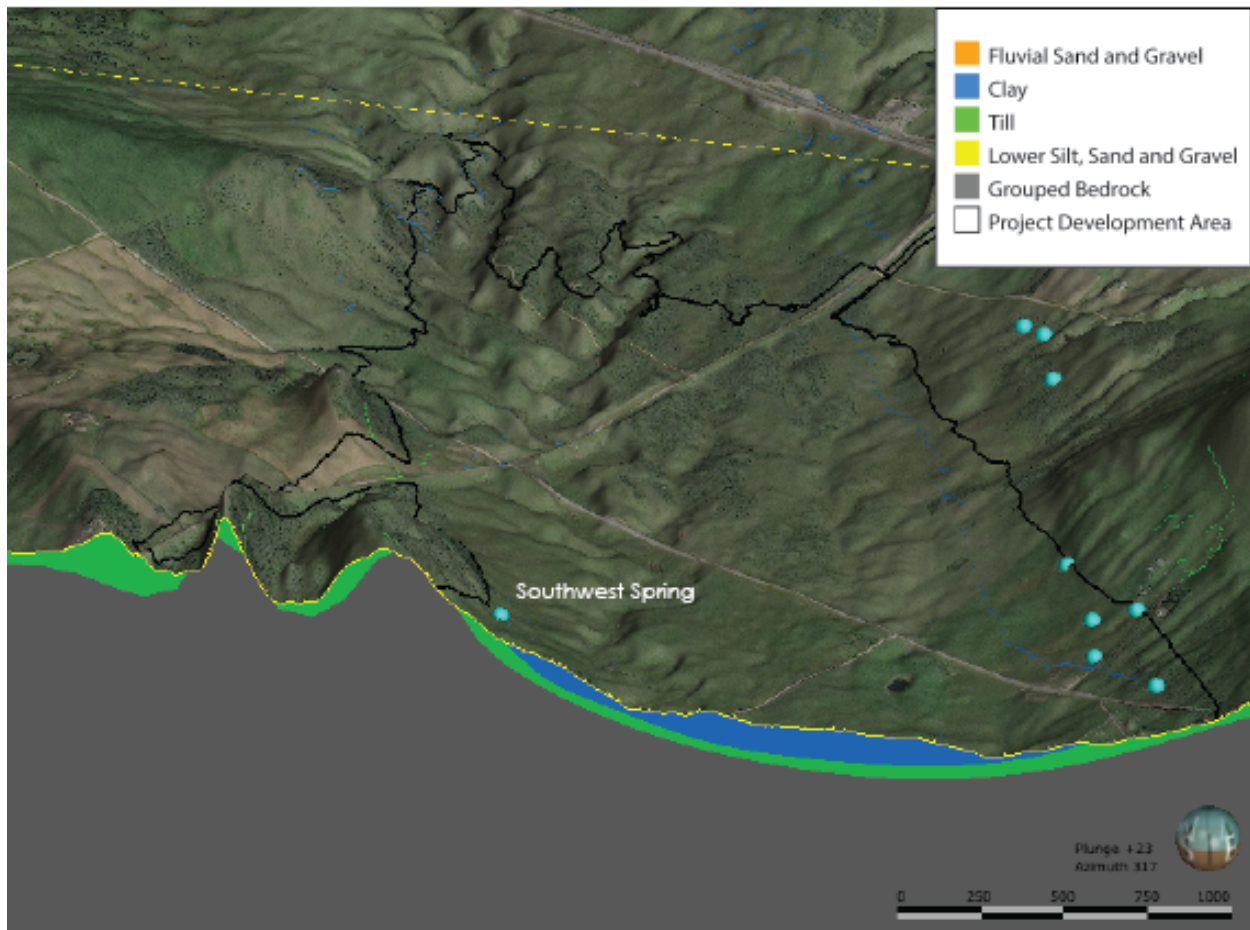 Fluvial Sand and Gravel
Clay
Till
Lower Silt, Sand and Gravel
Grouped Bedrock
Project Development Area
Southwest Spring
Plunge +23
Azimuth 317
0 250 500 750 1000